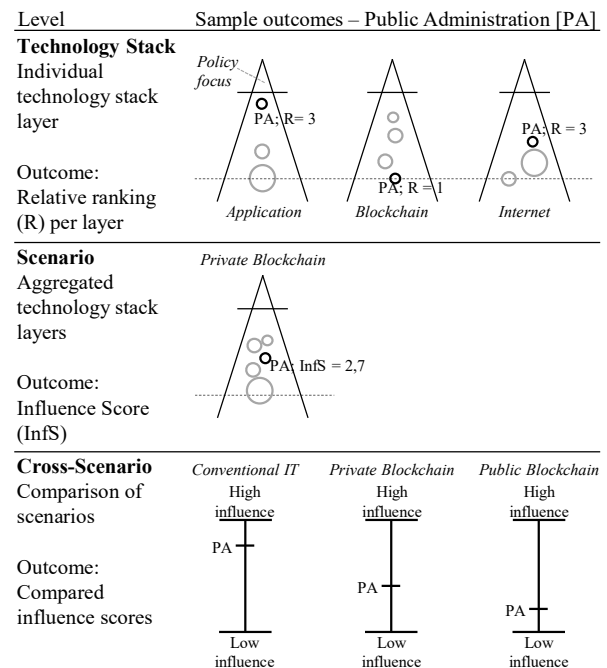 Level
Sample outcomes – Public Administration [PA]
Technology Stack
Individual
technology stack
layer
Outcome:
Relative ranking
(R) per layer
Policy
focus
PA; R= 3
Application
PA; R = 1
Blockchain
PA; R = 3
Internet
Scenario
Aggregated
technology stack
layers
Outcome:
Influence Score
(InfS)
Private Blockchain
PA; InfS = 2,7
Cross-Scenario
Comparison of
scenarios
Outcome:
Compared
influence scores
Conventional IT
High
influence
PA
Low
influence
Private Blockchain
High
influence
PA
Low
influence
Public Blockchain
High
influence
PA
Low
influence